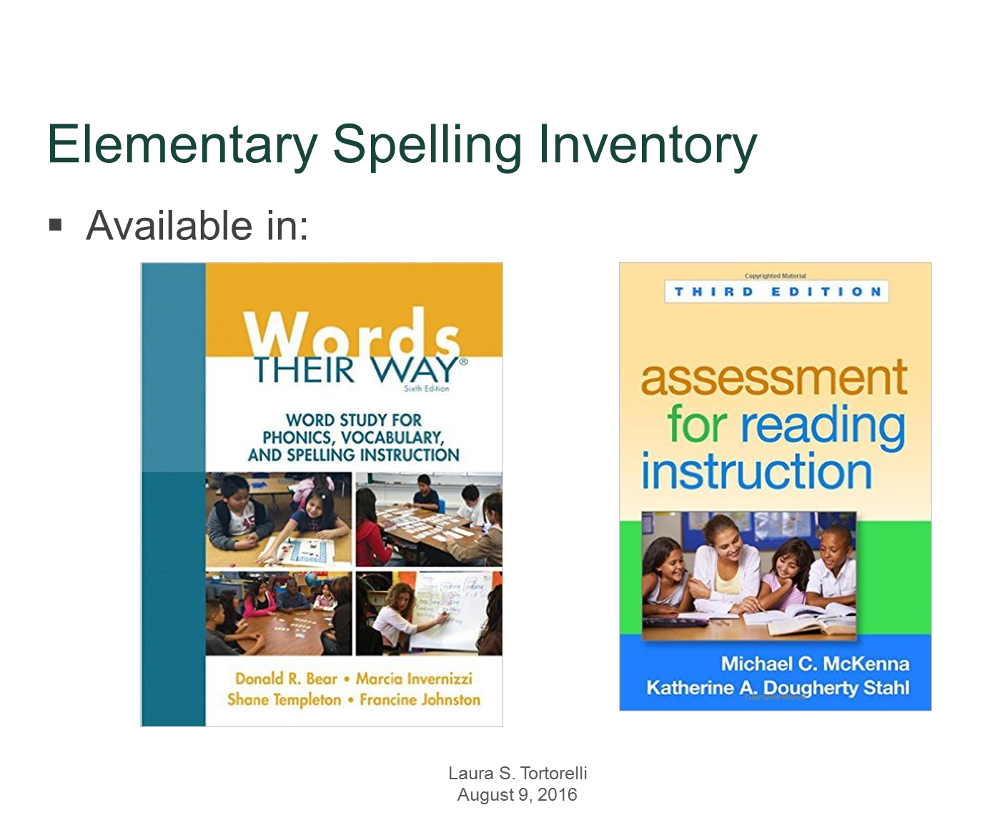 Elementary Spelling Inventory
▪ Available in:
Words
THEIR WAY®
Sixth Edition
WORD STUDY FOR
PHONICS, VOCABULARY,
AND SPELLING INSTRUCTION
Donald R. Bear • Marcia Invernizzi
Shane Templeton • Francine Johnston
Copyrighted Material
THIRD EDITION
assessment
for reading
instruction
Michael C. McKenna
Katherine A. Dougherty Stahl
Laura S. Tortorelli
August 9, 2016